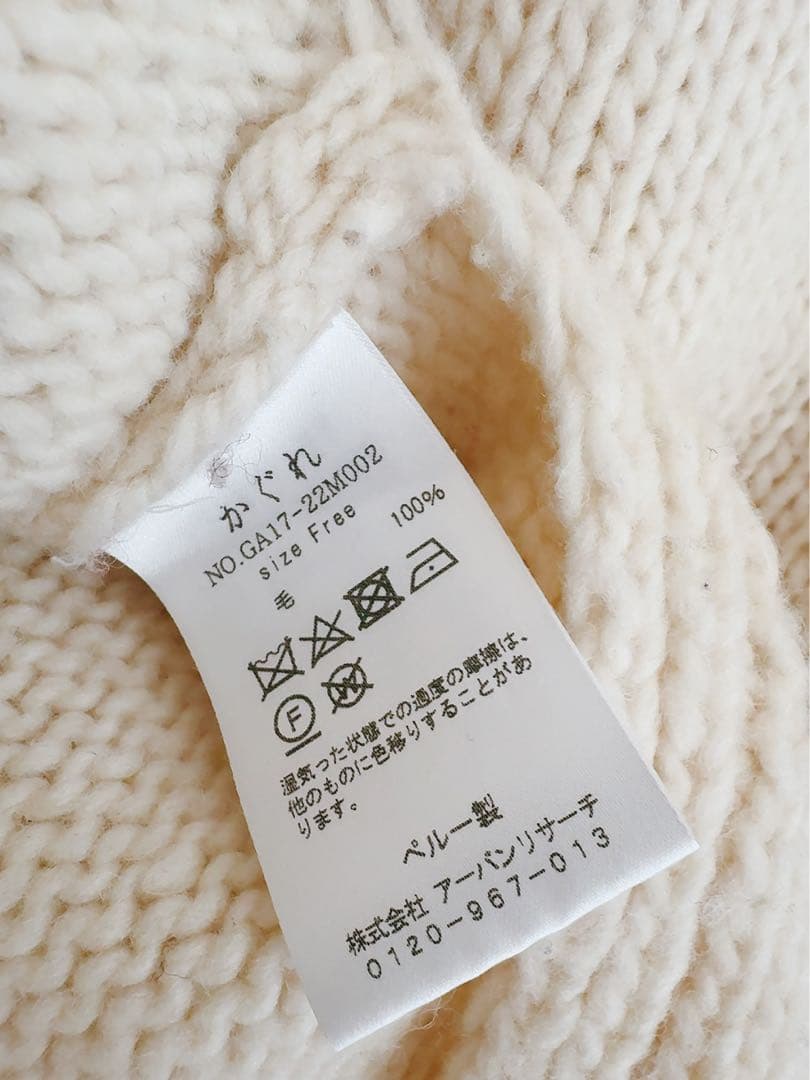 かぐれ
NO.GA17-22M002
size Free
毛 100%
F
W
湿気った状態での過度の摩擦は、
他のものに色移りすることがあ
ります。
ペルー製
株式会社 アーバンリサーチ
0120-967-013